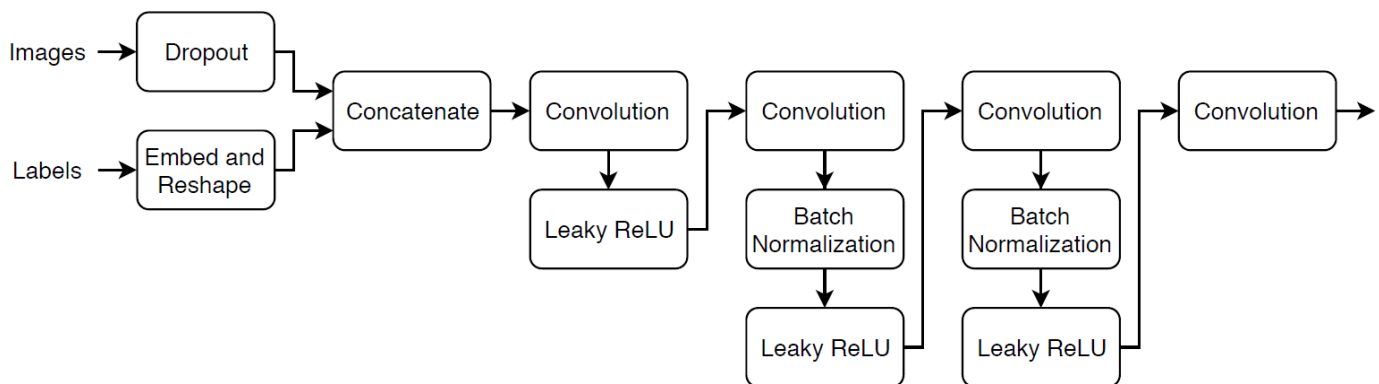 Images
Dropout
Labels
Embed and
Reshape
Concatenate
Convolution
Leaky ReLU
Convolution
Batch
Normalization
Leaky ReLU
Convolution
Batch
Normalization
Leaky ReLU
Convolution